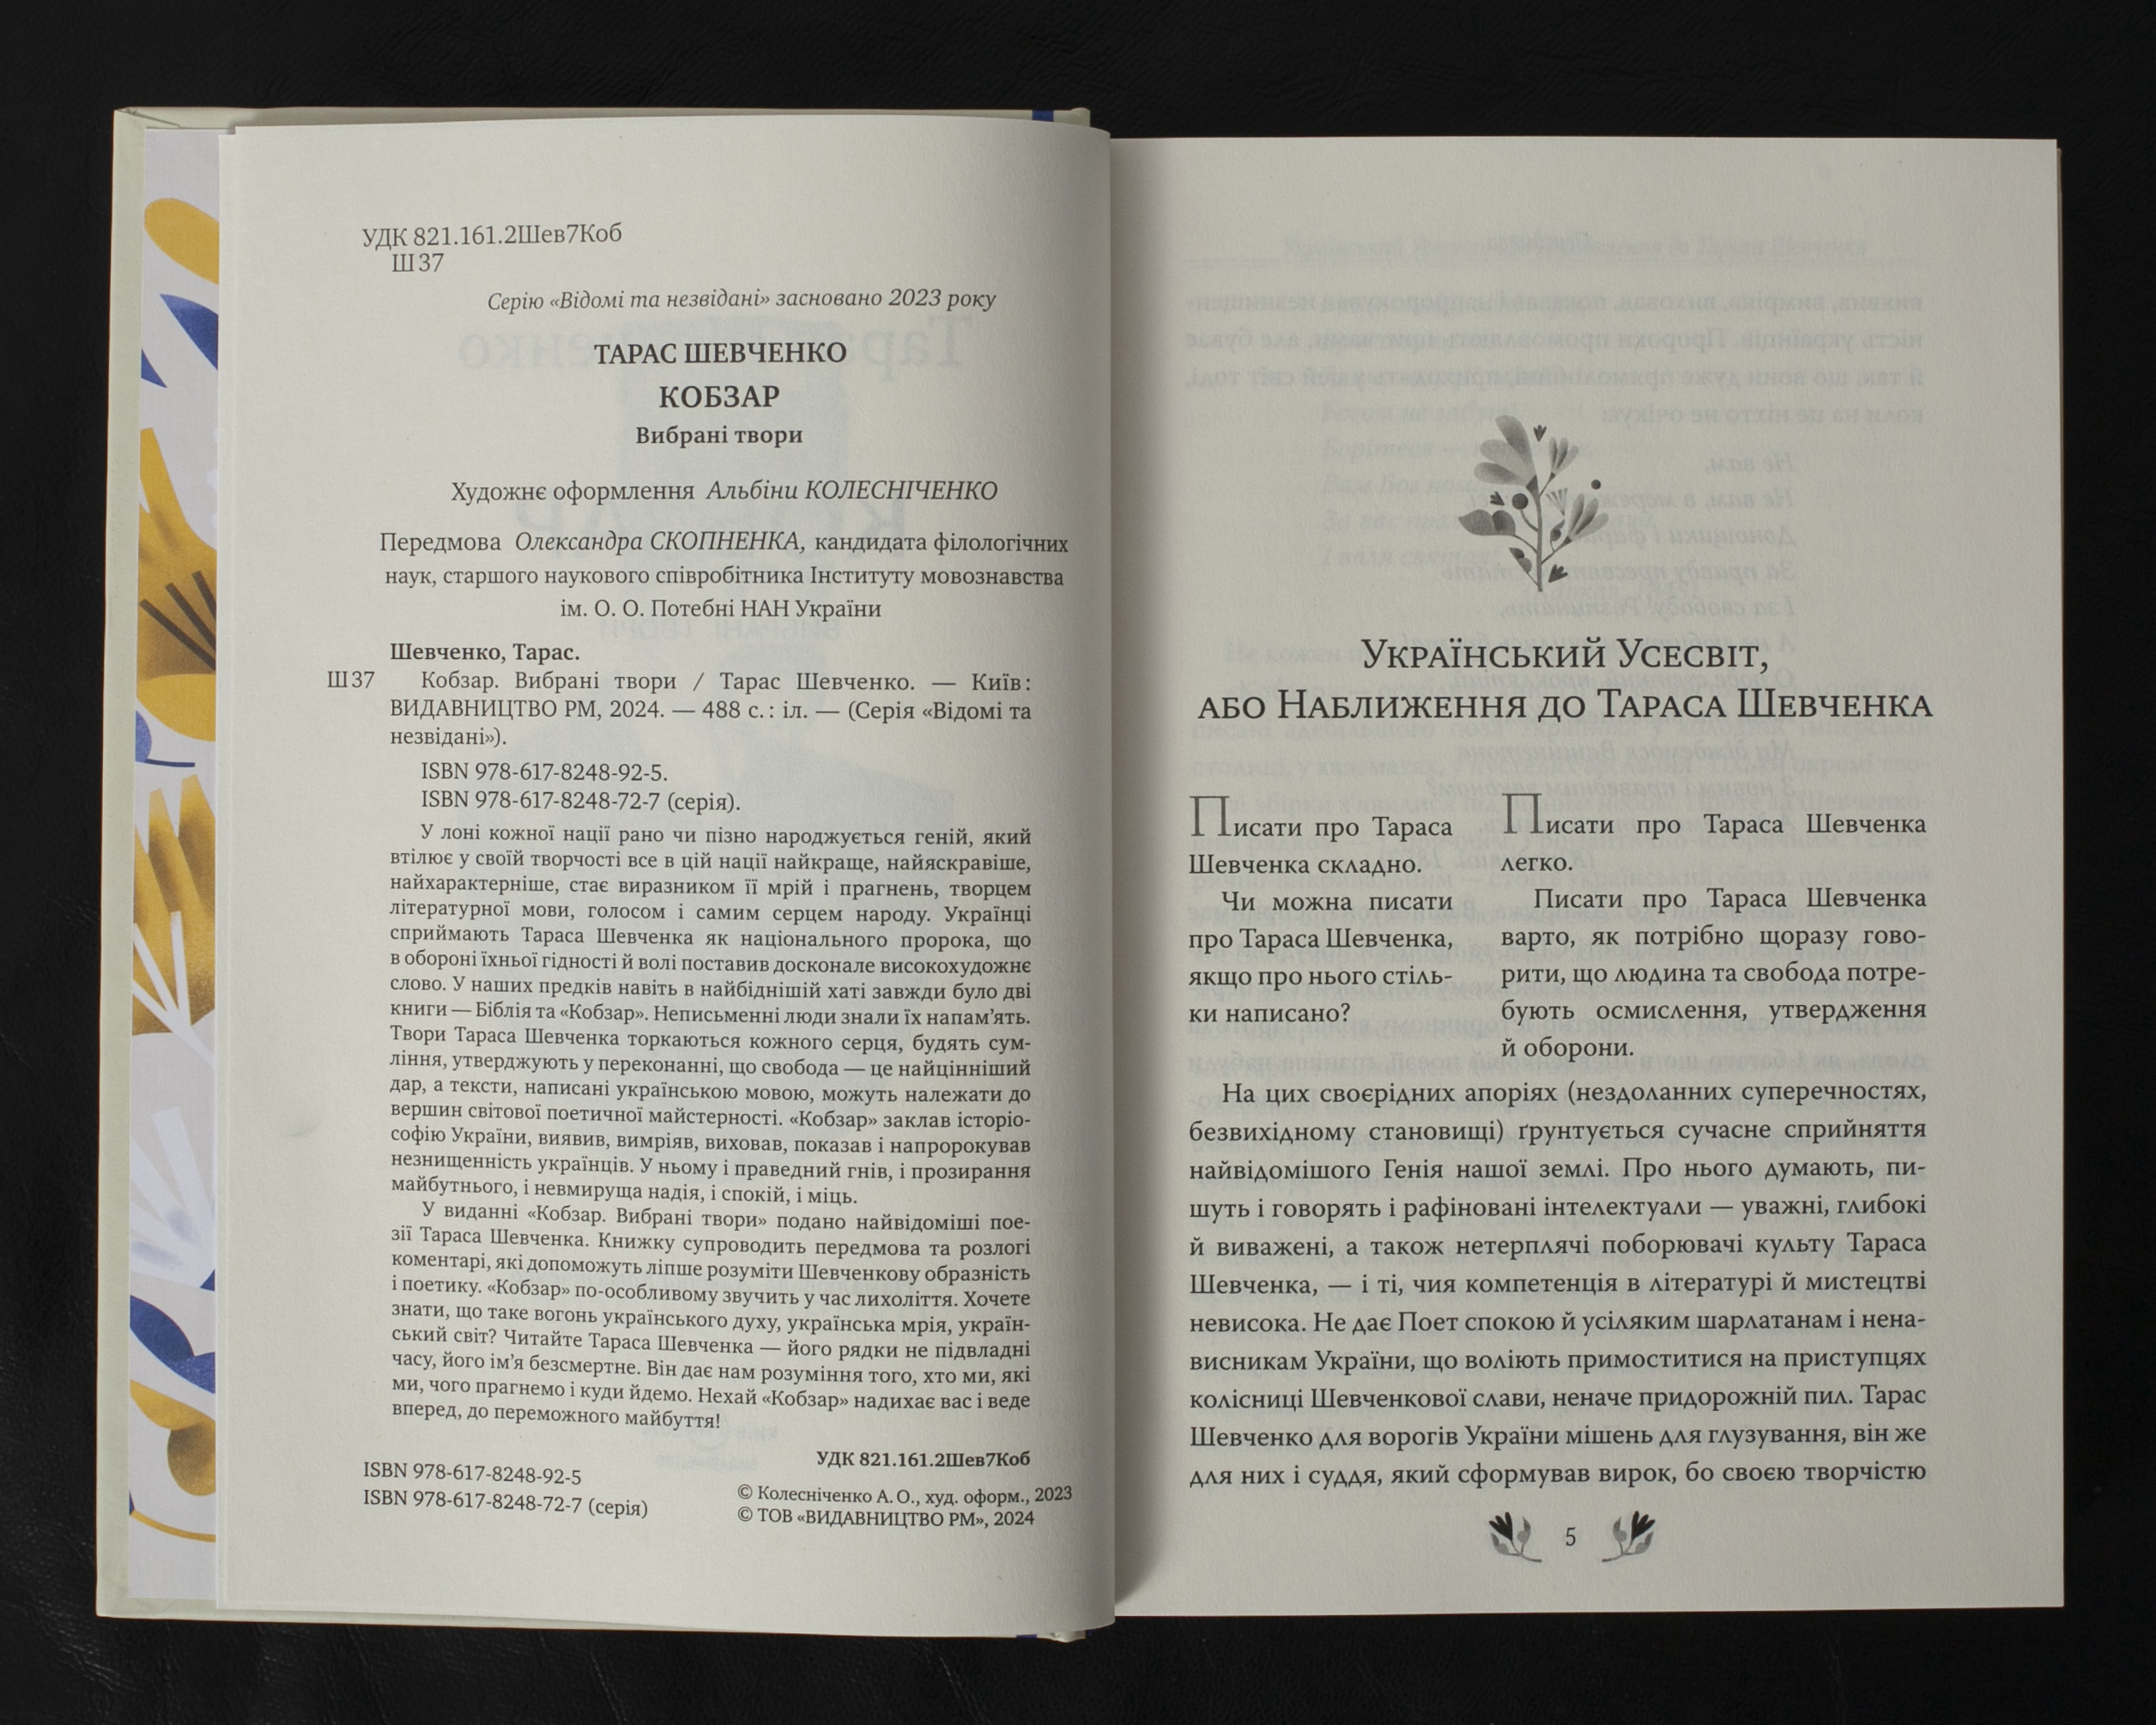 УДК 821.161.2Шев7Коб
Ш37
Серію «Відомі та незвідані» засновано 2023 року
ТАРАС ШЕВЧЕНКО
КОБЗАР
Вибрані твори
Художнє оформлення Альбіни КОЛЕСНІЧЕНКО
Передмова Олександра СКОПНЕНКА, кандидата філологічних
наук, старшого наукового співробітника Інституту мовознавства
ім. О. О. Потебні НАН України
Шевченко, Тарас.
Ш37 Кобзар. Вибрані твори / Тарас Шевченко. — Київ:
ВИДАВНИЦТВО РМ, 2024. — 488 с.: іл. — (Серія «Відомі та
незвідані»).
ISBN 978-617-8248-92-5.
ISBN 978-617-8248-72-7 (серія).
У лоні кожної нації рано чи пізно народжується геній, який
втілює у своїй творчості все в цій нації найкраще, найяскравіше,
найхарактерніше, стає виразником її мрій і прагнень, творцем
літературної мови, голосом і самим серцем народу. Українці
сприймають Тараса Шевченка як національного пророка, що
в обороні їхньої гідності й волі поставив досконале високохудожнє
слово. У наших предків навіть в найбіднішій хаті завжди було дві
книги — Біблія та «Кобзар». Неписьменні люди знали їх напам’ять.
Твори Тараса Шевченка торкаються кожного серця, будять сум-
ління, утверджують у переконанні, що свобода — це найцінніший
дар, а тексти, написані українською мовою, можуть належати до
вершин світової поетичної майстерності. «Кобзар» заклав історіо-
софію України, виявив, вимріяв, виховав, показав і напророкував
незнищенність українців. У ньому і праведний гнів, і прозирання
майбутнього, і невмируща надія, і спокій, і міць.
У виданні «Кобзар. Вибрані твори» подано найвідоміші пое-
зії Тараса Шевченка. Книжку супроводить передмова та розлогі
коментарі, які допоможуть ліпше розуміти Шевченкову образність
і поетику. «Кобзар» по-особливому звучить у час лихоліття. Хочете
знати, що таке вогонь українського духу, українська мрія, україн-
ський світ? Читайте Тараса Шевченка — його рядки не підвладні
часу, його ім’я безсмертне. Він дає нам розуміння того, хто ми, які
ми, чого прагнемо і куди йдемо. Нехай «Кобзар» надихає вас і веде
вперед, до переможного майбуття!
УДК 821.161.2Шев7Коб
ISBN 978-617-8248-92-5
ISBN 978-617-8248-72-7 (серія)
© Колесніченко А.О., худ. оформ., 2023
© ТОВ «ВИДАВНИЦТВО РМ», 2024
Український Усесвіт,
або Наближення до Тараса Шевченка
Писати про Тараса
Шевченка складно.
Чи можна писати
про Тараса Шевченка,
якщо про нього стіль-
ки написано?
Писати про Тараса Шевченка
легко.
Писати про Тараса Шевченка
варто, як потрібно щоразу гово-
рити, що людина та свобода потре-
бують осмислення, утвердження
й оборони.
На цих своєрідних апоріях (нездоланних суперечностях,
безвихідному становищі) ґрунтується сучасне сприйняття
найвідомішого Генія нашої землі. Про нього думають, пи-
шуть і говорять і рафіновані інтелектуали — уважні, глибокі
й виважені, а також нетерплячі поборювачі культу Тараса
Шевченка, — і ті, чия компетенція в літературі й мистецтві
невисока. Не дає Поет спокою й усіляким шарлатанам і нена-
висникам України, що воліють примоститися на приступцях
колісниці Шевченкової слави, неначе придорожній пил. Тарас
Шевченко для ворогів України мішень для глузування, він же
для них і суддя, який сформував вирок, бо своєю творчістю
5